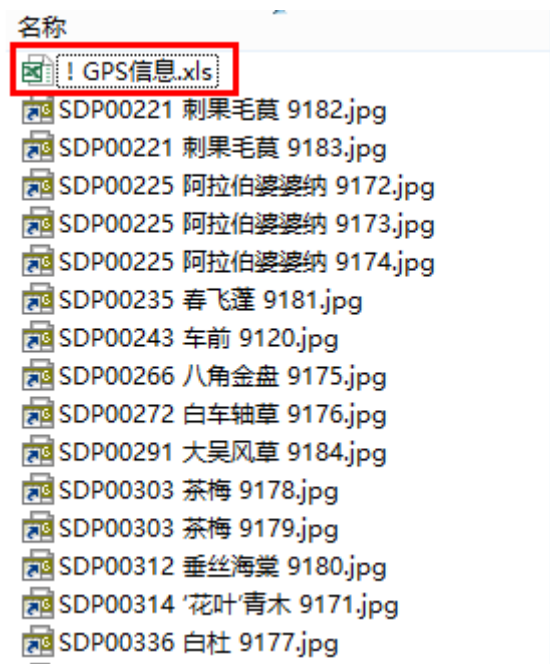 名称
！GPS信息.xls
SDP00221 刺果毛茛 9182.jpg
SDP00221 刺果毛茛 9183.jpg
SDP00225 阿拉伯婆婆纳 9172.jpg
SDP00225 阿拉伯婆婆纳 9173.jpg
SDP00225 阿拉伯婆婆纳 9174.jpg
SDP00235 春飞蓬 9181.jpg
SDP00243 车前 9120.jpg
SDP00266 八角金盘 9175.jpg
SDP00272 白车轴草 9176.jpg
SDP00291 大吴风草 9184.jpg
SDP00303 茶梅 9178.jpg
SDP00303 茶梅 9179.jpg
SDP00312 垂丝海棠 9180.jpg
SDP00314 '花叶'青木 9171.jpg
SDP00336 白杜 9177.jpg